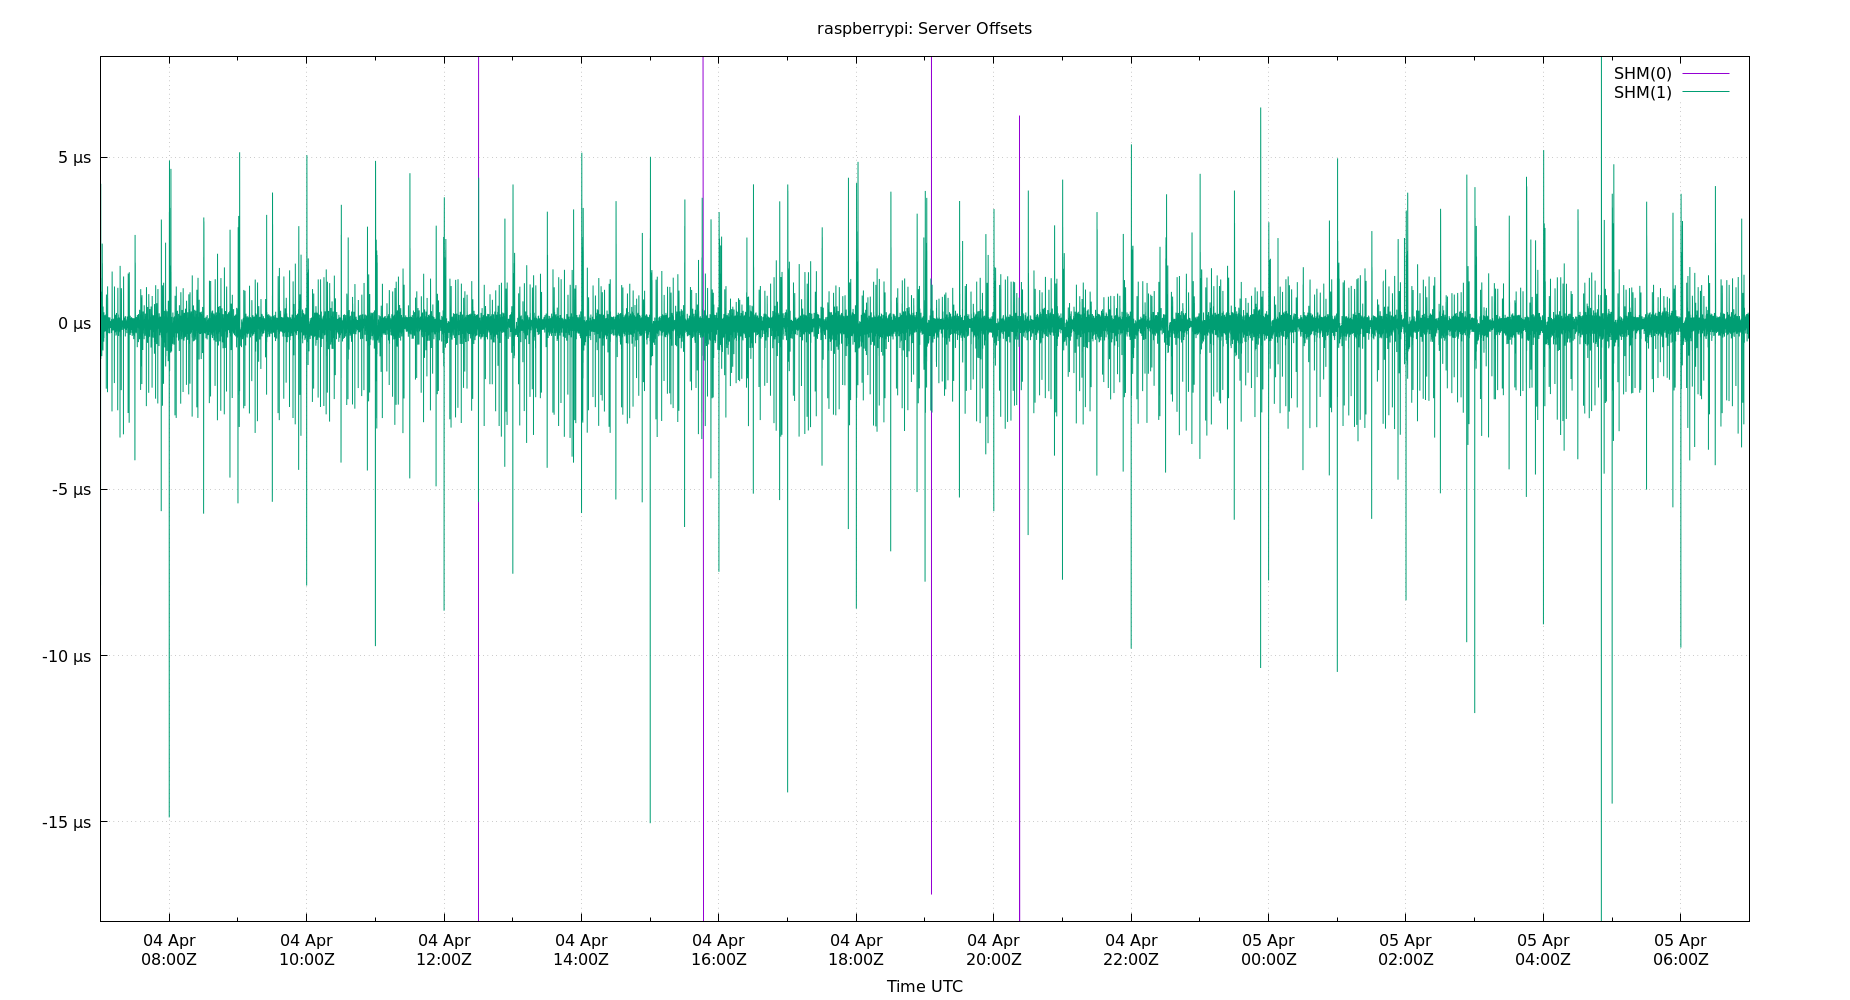 raspberrypi: Server Offsets
SHM(0)
SHM(1)
5 µs
0 µs
-5 µs
-10 µs
-15 µs
04 Apr 04 Apr 04 Apr 04 Apr 04 Apr 04 Apr 04 Apr 04 Apr 05 Apr 05 Apr 05 Apr 05 Apr
08:00Z 10:00Z 12:00Z 14:00Z 16:00Z 18:00Z 20:00Z 22:00Z 00:00Z 02:00Z 04:00Z 06:00Z
Time UTC